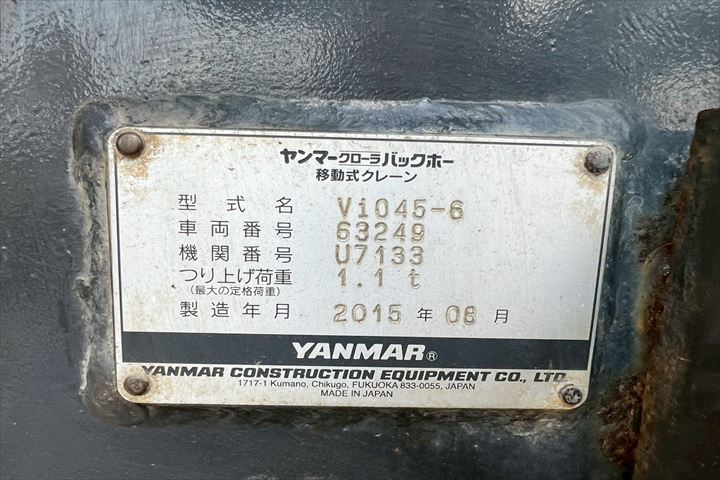 ヤンマークローラバックホー
移動式クレーン
型式名 ViO45-6
車両番号 63249
機関番号 U7133
つり上げ荷重 1.1 t
(最大の定格荷重)
製造年月 2015 年 08 月
YANMAR®
YANMAR CONSTRUCTION EQUIPMENT CO., LTD.
1717-1 Kumano, Chikugo, FUKUOKA 833-0055, JAPAN
MADE IN JAPAN